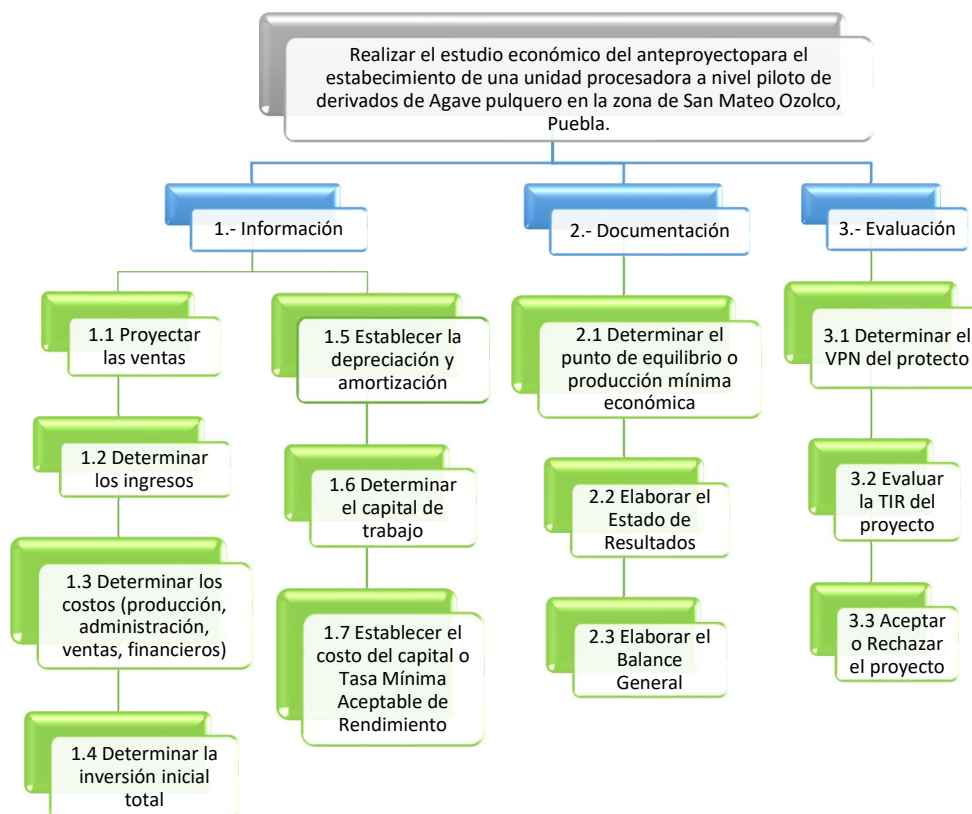 Realizar el estudio económico del anteproyectopara el
estabecimiento de una unidad procesadora a nivel piloto de
derivados de Agave pulquero en la zona de San Mateo Ozolco,
Puebla.
1.- Información
2.- Documentación
3.- Evaluación
1.1 Proyectar
las ventas
1.2 Determinar
los ingresos
1.3 Determinar los
costos (producción,
administración,
ventas, financieros)
1.4 Determinar la
inversión inicial
total
1.5 Establecer la
depreciación y
amortización
1.6 Determinar
el capital de
trabajo
1.7 Establecer el
costo del capital o
Tasa Mínima
Aceptable de
Rendimiento
2.1 Determinar el
punto de equilibrio o
producción mínima
económica
2.2 Elaborar el
Estado de
Resultados
2.3 Elaborar el
Balance
General
3.1 Determinar el
VPN del protecto
3.2 Evaluar
la TIR del
proyecto
3.3 Aceptar
o Rechazar
el proyecto